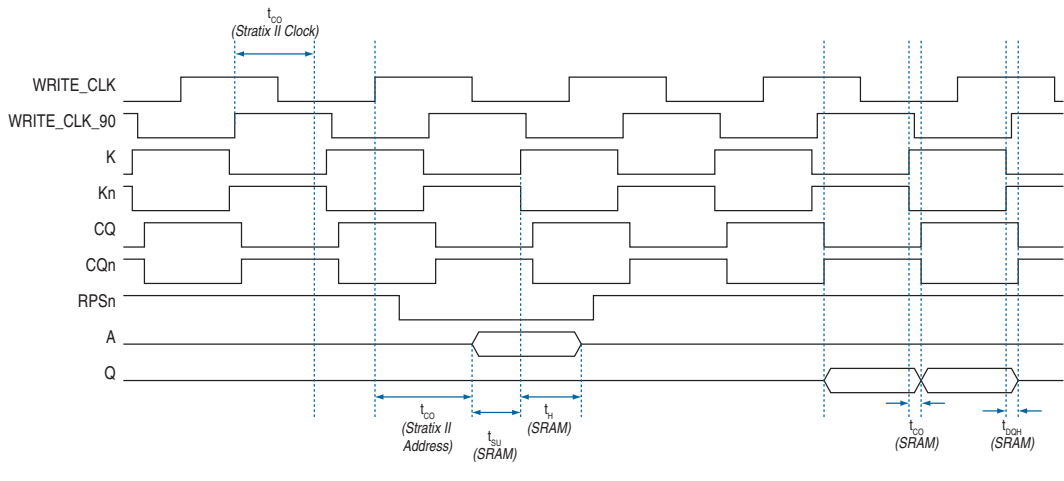 tCO
(Stratix II Clock)
WRITE_CLK
WRITE_CLK_90
K
Kn
CQ
CQn
RPSn
A
Q
tCO
(Stratix II
Address)
tSU
(SRAM)
tH
(SRAM)
tCO
(SRAM)
tDQH
(SRAM)